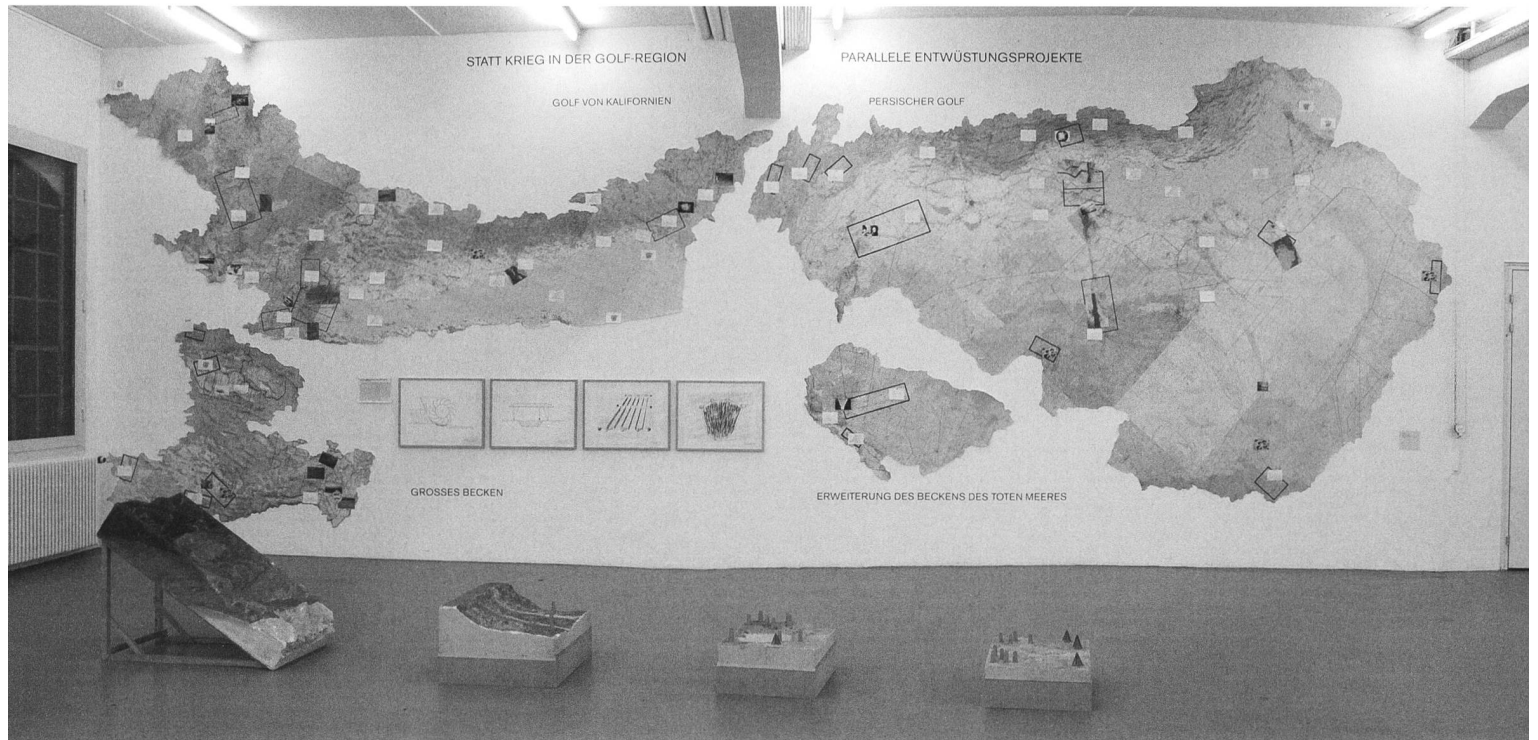 STATT KRIEG IN DER GOLF-REGION
PARALLELE ENTWÜSTUNGSPROJEKTE
GOLF VON KALIFORNIEN
PERSISCHER GOLF
GROSSES BECKEN
ERWEITERUNG DES BECKENS DES TOTEN MEERES